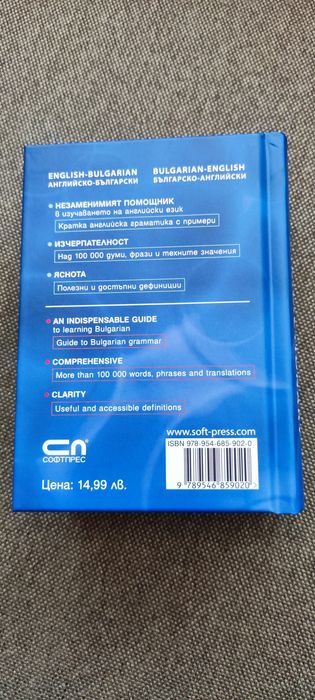 ENGLISH-BULGARIAN
АНГЛИЙСКО-БЪЛГАРСКИ
BULGARIAN-ENGLISH
БЪЛГАРСКО-АНГЛИЙСКИ
НЕЗАМЕНИМИЯТ ПОМОЩНИК
в изучаването на английски език
Кратка английска граматика с примери
ИЗЧЕРПАТЕЛНОСТ
Над 100 000 думи, фрази и техните значения
ЯСНОТА
Полезни и достъпни дефиниции
AN INDISPENSABLE GUIDE
to learning Bulgarian
Guide to Bulgarian grammar
COMPREHENSIVE
More than 100 000 words, phrases and translations
CLARITY
Useful and accessible definitions
www.soft-press.com
ISBN 978-954-685-902-0
9 789546 859020
СОФТПРЕС
Цена: 14,99 лв.